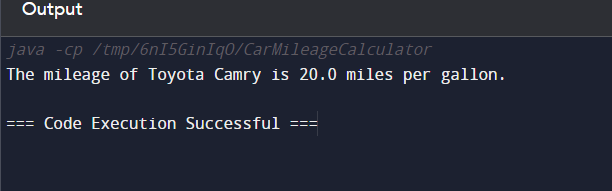 Output
java -cp /tmp/6nI5GinIqO/CarMileageCalculator
The mileage of Toyota Camry is 20.0 miles per gallon.
=== Code Execution Successful ===